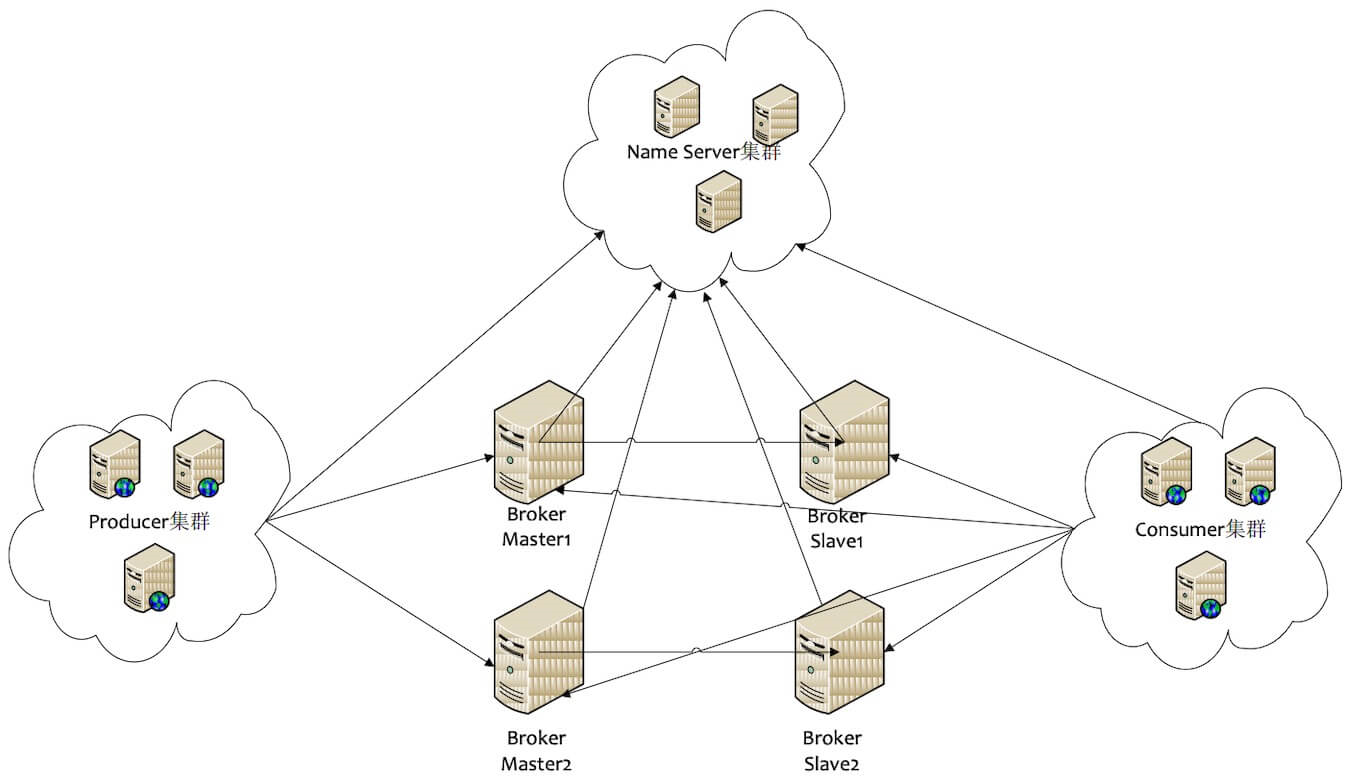 Name Server集群
Producer集群
Broker
Master1
Broker
Slave1
Consumer集群
Broker
Master2
Broker
Slave2